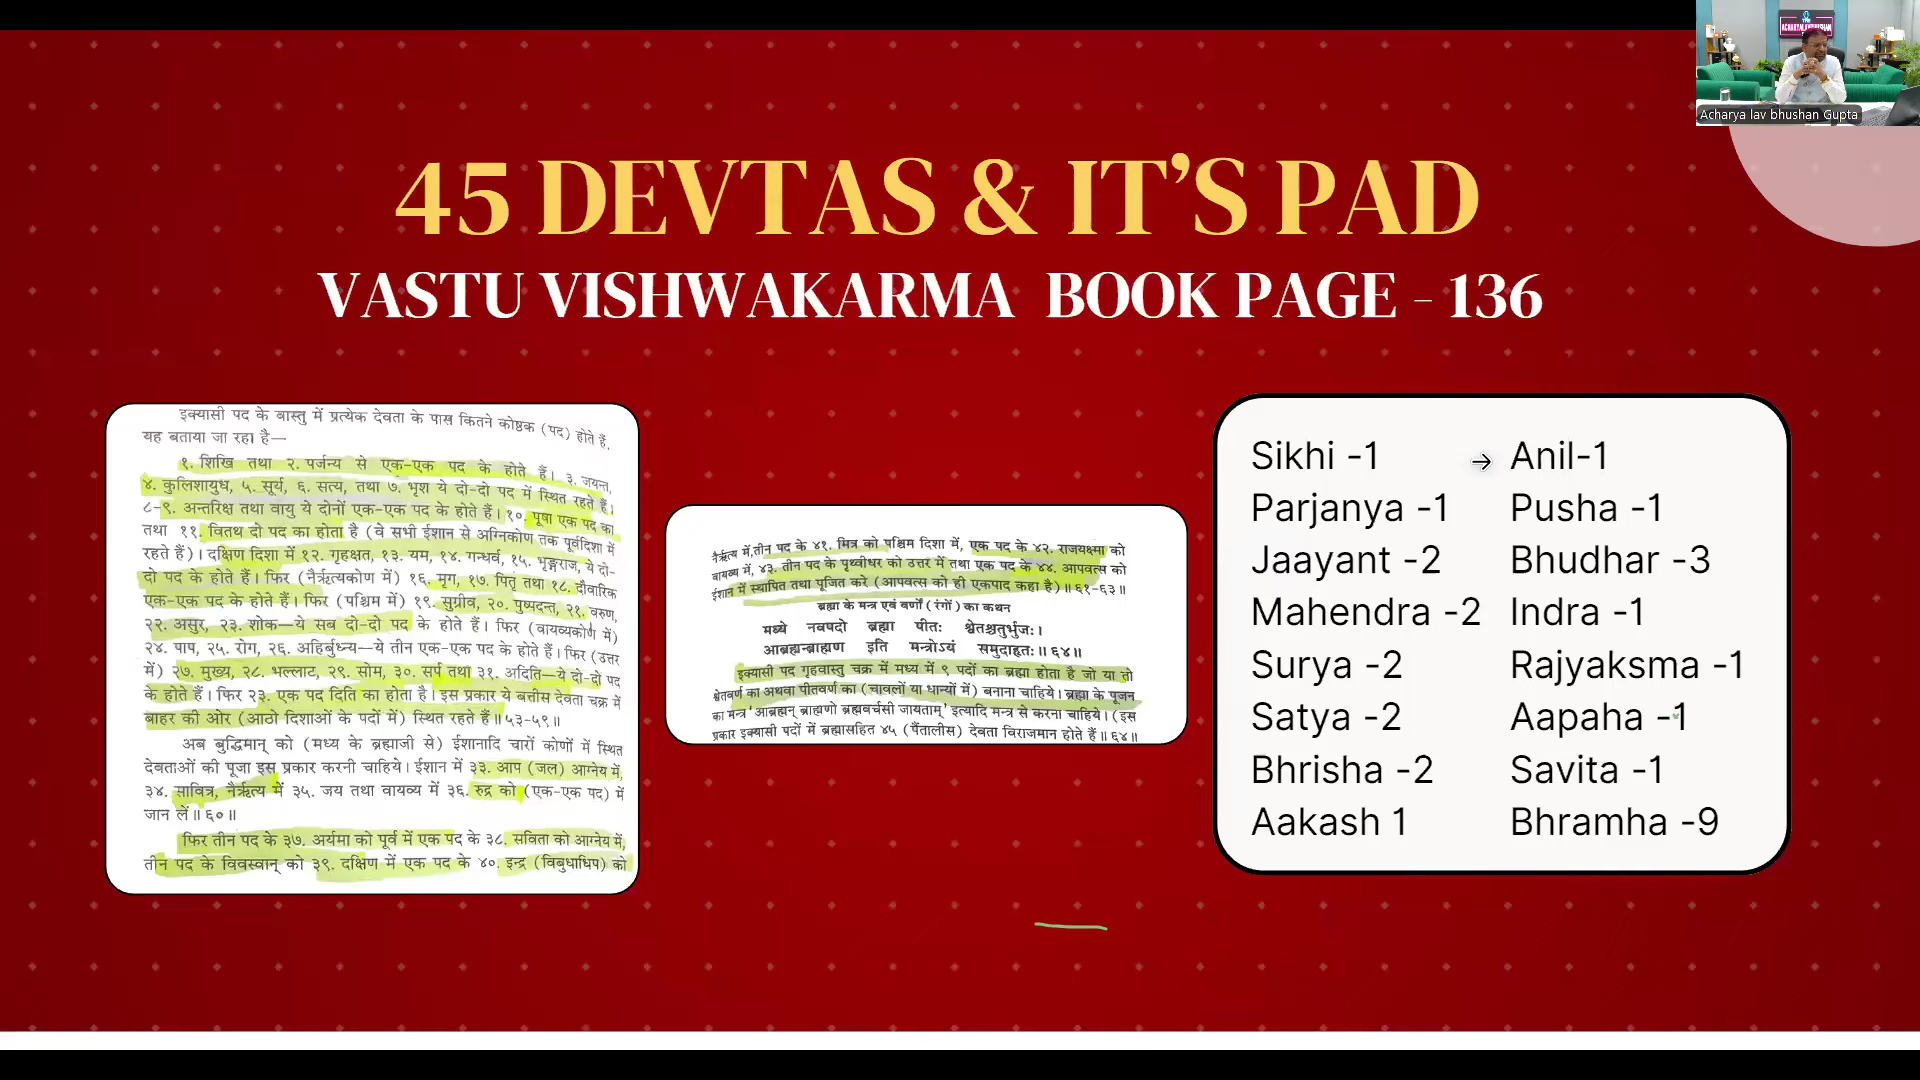 ACHARYA LAV BHUSHAN
Acharya lav bhushan Gupta
45 DEVTAS & IT’S PAD
VASTU VISHWAKARMA BOOK PAGE - 136
इक्यासी पद के वास्तु में प्रत्येक देवता के पास कितने कोष्ठक (पद) होते हैं,
यह बताया जा रहा है—
१. शिखि तथा २. पर्जन्य से एक-एक पद के होते हैं। ३. जयन्त,
४. कुलिशायुध, ५. सूर्य, ६. सत्य, तथा ७. भृश ये दो-दो पद में स्थित रहते हैं।
८-९. अन्तरिक्ष तथा वायु ये दोनों एक-एक पद के होते हैं। १०. पूषा एक पद का
तथा ११. वितथ दो पद का होता है (ये सभी ईशान से अग्निकोण तक पूर्वदिशा में
रहते हैं)। दक्षिण दिशा में १२. गृहक्षत, १३. यम, १४. गन्धर्व, १५. भृङ्गराज, ये दो-
दो पद के होते हैं। फिर (नैर्ऋत्यकोण में) १६. मृग, १७. पितृ तथा १८. दौवारिक
एक-एक पद के होते हैं। फिर (पश्चिम में) १९. सुग्रीव, २०. पुष्पदन्त, २१. वरुण,
२२. असुर, २३. शोक—ये सब दो-दो पद के होते हैं। फिर (वायव्यकोण में)
२४. पाप, २५. रोग, २६. अहिर्बुध्न्य—ये तीन एक-एक पद के होते हैं। फिर (उत्तर
में) २७. मुख्य, २८. भल्लाट, २९. सोम, ३०. सर्प तथा ३१. अदिति—ये दो-दो पद
के होते हैं। फिर २३. एक पद दिति का होता है। इस प्रकार ये बत्तीस देवता चक्र में
बाहर की ओर (आठो दिशाओं के पदों में) स्थित रहते हैं॥५३-५९॥
अब बुद्धिमान् को (मध्य के ब्रह्माजी से) ईशानादि चारों कोणों में स्थित
देवताओं की पूजा इस प्रकार करनी चाहिये। ईशान में ३३. आप (जल) आग्नेय में,
३४. सावित्र, नैर्ऋत्य में ३५. जय तथा वायव्य में ३६. रुद्र को (एक-एक पद) में
जान लें॥६०॥
फिर तीन पद के ३७. अर्यमा को पूर्व में एक पद के ३८. सविता को आग्नेय में,
तीन पद के विवस्वान् को ३९. दक्षिण में एक पद के ४०. इन्द्र (विबुधाधिप) को
नैर्ऋत्य में, तीन पद के ४१. मित्र को पश्चिम दिशा में, एक पद के ४२. राजयक्ष्मा को
वायव्य में, ४३. तीन पद के पृथ्वीधर को उत्तर में तथा एक पद के ४४. आपवत्स को
ईशान में स्थापित तथा पूजित करे (आपवत्स को ही एकपाद कहा है)॥६१-६३॥
ब्रह्मा के मन्त्र एवं वर्णों (रंगों) का कथन
मध्ये नवपदो ब्रह्मा पीतः श्वेतश्चतुर्भुजः।
आब्रह्मन्ब्राह्मण इति मन्त्रोऽयं समुदाहृतः॥६४॥
इक्यासी पद गृहवास्तु चक्र में मध्य में ९ पदों का ब्रह्मा होता है जो या तो
श्वेतवर्ण का अथवा पीतवर्ण का (चावलों या धान्यों में) बनाना चाहिये। ब्रह्मा के पूजन
का मन्त्र 'आब्रह्मन् ब्राह्मणो ब्रह्मवर्चसी जायताम्' इत्यादि मन्त्र से करना चाहिये। (इस
प्रकार इक्यासी पदों में ब्रह्मासहित ४५ (पैंतालीस) देवता विराजमान होते हैं॥६४॥
Sikhi -1
Parjanya -1
Jaayant -2
Mahendra -2
Surya -2
Satya -2
Bhrisha -2
Aakash 1
→ Anil-1
Pusha -1
Bhudhar -3
Indra -1
Rajyaksma -1
Aapaha -1
Savita -1
Bhramha -9